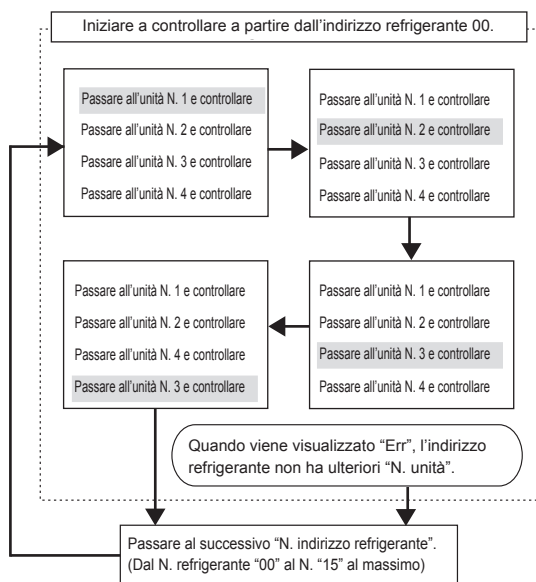 Iniziare a controllare a partire dall'indirizzo refrigerante 00.
Passare all'unità N. 1 e controllare
Passare all'unità N. 2 e controllare
Passare all'unità N. 3 e controllare
Passare all'unità N. 4 e controllare
Passare all'unità N. 1 e controllare
Passare all'unità N. 2 e controllare
Passare all'unità N. 3 e controllare
Passare all'unità N. 4 e controllare
Passare all'unità N. 1 e controllare
Passare all'unità N. 2 e controllare
Passare all'unità N. 4 e controllare
Passare all'unità N. 3 e controllare
Passare all'unità N. 1 e controllare
Passare all'unità N. 2 e controllare
Passare all'unità N. 3 e controllare
Passare all'unità N. 4 e controllare
Quando viene visualizzato “Err”, l'indirizzo
refrigerante non ha ulteriori “N. unità”.
Passare al successivo “N. indirizzo refrigerante”.
(Dal N. refrigerante “00” al N. “15” al massimo)